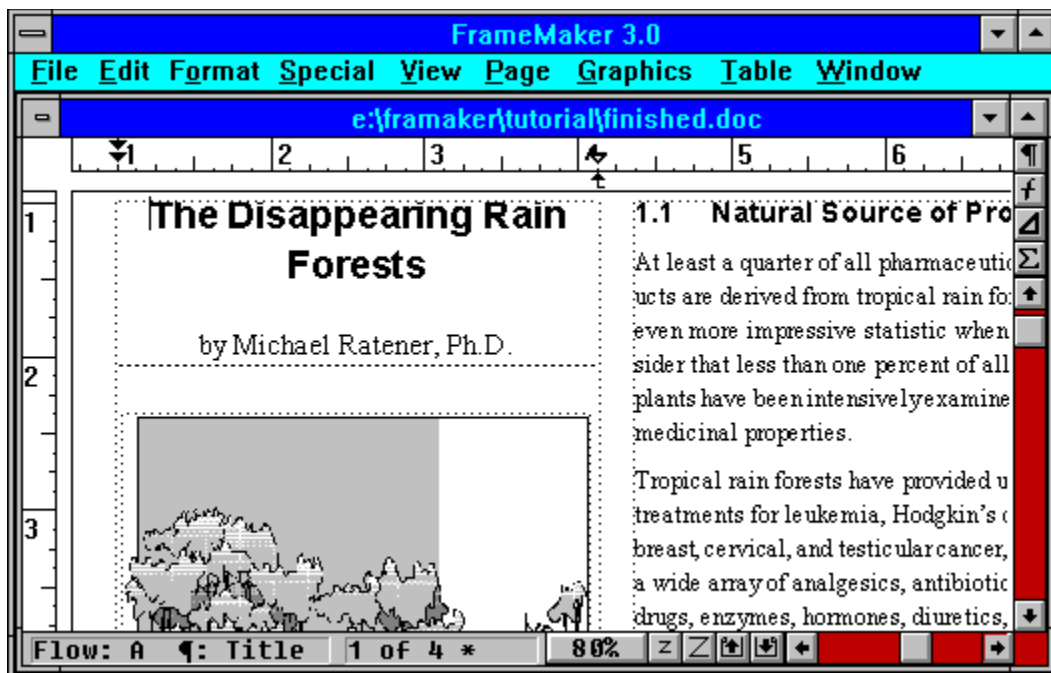 FrameMaker 3.0
File Edit Format Special View Page Graphics Table Window
e:\framaker\tutorial\finished.doc
1 2 3 5 6
1
2
3
The Disappearing Rain
Forests
by Michael Ratener, Ph.D.
1.1 Natural Source of Pro
At least a quarter of all pharmaceutic
ucts are derived from tropical rain fo
even more impressive statistic when
sider that less than one percent of all
plants have been intensively examine
medicinal properties.
Tropical rain forests have provided u
treatments for leukemia, Hodgkin's
breast, cervical, and testicular cancer,
a wide array of analgesics, antibiotic
drugs, enzymes, hormones, diuretics,
¶
f
Σ
Flow: A ¶: Title 1 of 4 * 80% z Z